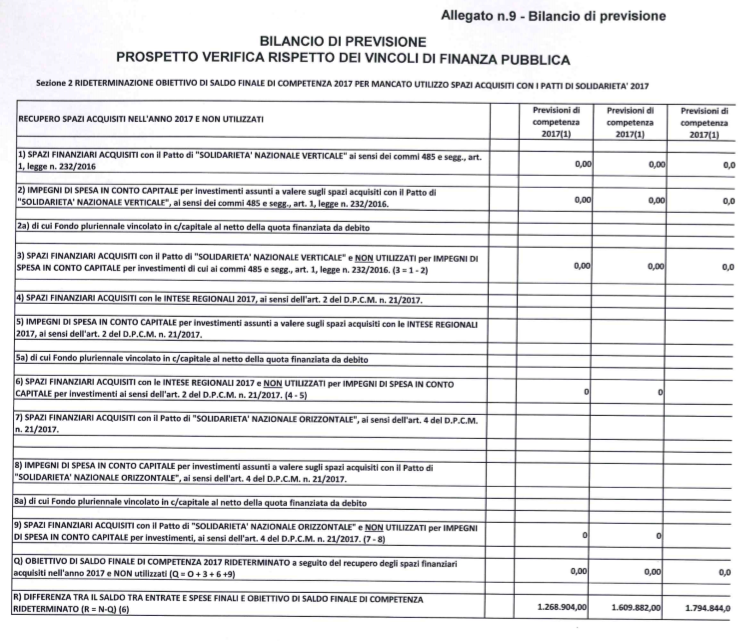 Allegato n.9 - Bilancio di previsione
BILANCIO DI PREVISIONE
PROSPETTO VERIFICA RISPETTO DEI VINCOLI DI FINANZA PUBBLICA
Sezione 2 RIDETERMINAZIONE OBIETTIVO DI SALDO FINALE DI COMPETENZA 2017 PER MANCATO UTILIZZO SPAZI ACQUISITI CON I PATTI DI SOLIDARIETA' 2017
RECUPERO SPAZI ACQUISITI NELL'ANNO 2017 E NON UTILIZZATI
Previsioni di competenza 2017(1)
Previsioni di competenza 2017(1)
Previsioni di competenza 2017(1)
1) SPAZI FINANZIARI ACQUISITI con il Patto di "SOLIDARIETA' NAZIONALE VERTICALE" ai sensi dei commi 485 e segg., art.
1, legge n. 232/2016 0,00 0,00 0,0
2) IMPEGNI DI SPESA IN CONTO CAPITALE per investimenti assunti a valere sugli spazi acquisiti con il Patto di
"SOLIDARIETA' NAZIONALE VERTICALE", ai sensi dei commi 485 e segg., art. 1, legge n. 232/2016. 0,00 0,00 0,0
2a) di cui Fondo pluriennale vincolato in c/capitale al netto della quota finanziata da debito
3) SPAZI FINANZIARI ACQUISITI con il Patto di "SOLIDARIETA' NAZIONALE VERTICALE" e NON UTILIZZATI per IMPEGNI DI
SPESA IN CONTO CAPITALE per investimenti di cui ai commi 485 e segg., art. 1, legge n. 232/2016. (3 = 1 - 2) 0,00 0,00 0,0
4) SPAZI FINANZIARI ACQUISITI con le INTESE REGIONALI 2017, ai sensi dell'art. 2 del D.P.C.M. n. 21/2017.
5) IMPEGNI DI SPESA IN CONTO CAPITALE per investimenti assunti a valere sugli spazi acquisiti con le INTESE REGIONALI
2017, ai sensi dell'art. 2 del D.P.C.M. n. 21/2017.
5a) di cui Fondo pluriennale vincolato in c/capitale al netto della quota finanziata da debito
6) SPAZI FINANZIARI ACQUISITI con le INTESE REGIONALI 2017 e NON UTILIZZATI per IMPEGNI DI SPESA IN CONTO
CAPITALE per investimenti ai sensi dell'art. 2 del D.P.C.M. n. 21/2017. (4 - 5) 0 0
7) SPAZI FINANZIARI ACQUISITI con il Patto di "SOLIDARIETA' NAZIONALE ORIZZONTALE", ai sensi dell'art. 4 del D.P.C.M.
n. 21/2017.
8) IMPEGNI DI SPESA IN CONTO CAPITALE per investimenti assunti a valere sugli spazi acquisiti con il Patto di
"SOLIDARIETA' NAZIONALE ORIZZONTALE", ai sensi dell'art. 4 del D.P.C.M. n. 21/2017.
8a) di cui Fondo pluriennale vincolato in c/capitale al netto della quota finanziata da debito
9) SPAZI FINANZIARI ACQUISITI con il Patto di "SOLIDARIETA' NAZIONALE ORIZZONTALE" e NON UTILIZZATI per IMPEGNI
DI SPESA IN CONTO CAPITALE per investimenti, ai sensi dell'art. 4 del D.P.C.M. n. 21/2017. (7 - 8) 0 0
Q) OBIETTIVO DI SALDO FINALE DI COMPETENZA 2017 RIDETERMINATO a seguito del recupero degli spazi finanziari
acquisiti nell'anno 2017 e NON utilizzati (Q = O + 3 + 6 +9) 0,00 0,00 0,0
R) DIFFERENZA TRA IL SALDO TRA ENTRATE E SPESE FINALI E OBIETTIVO DI SALDO FINALE DI COMPETENZA
RIDETERMINATO (R = N-Q) (6) 1.268.904,00 1.609.882,00 1.794.844,0